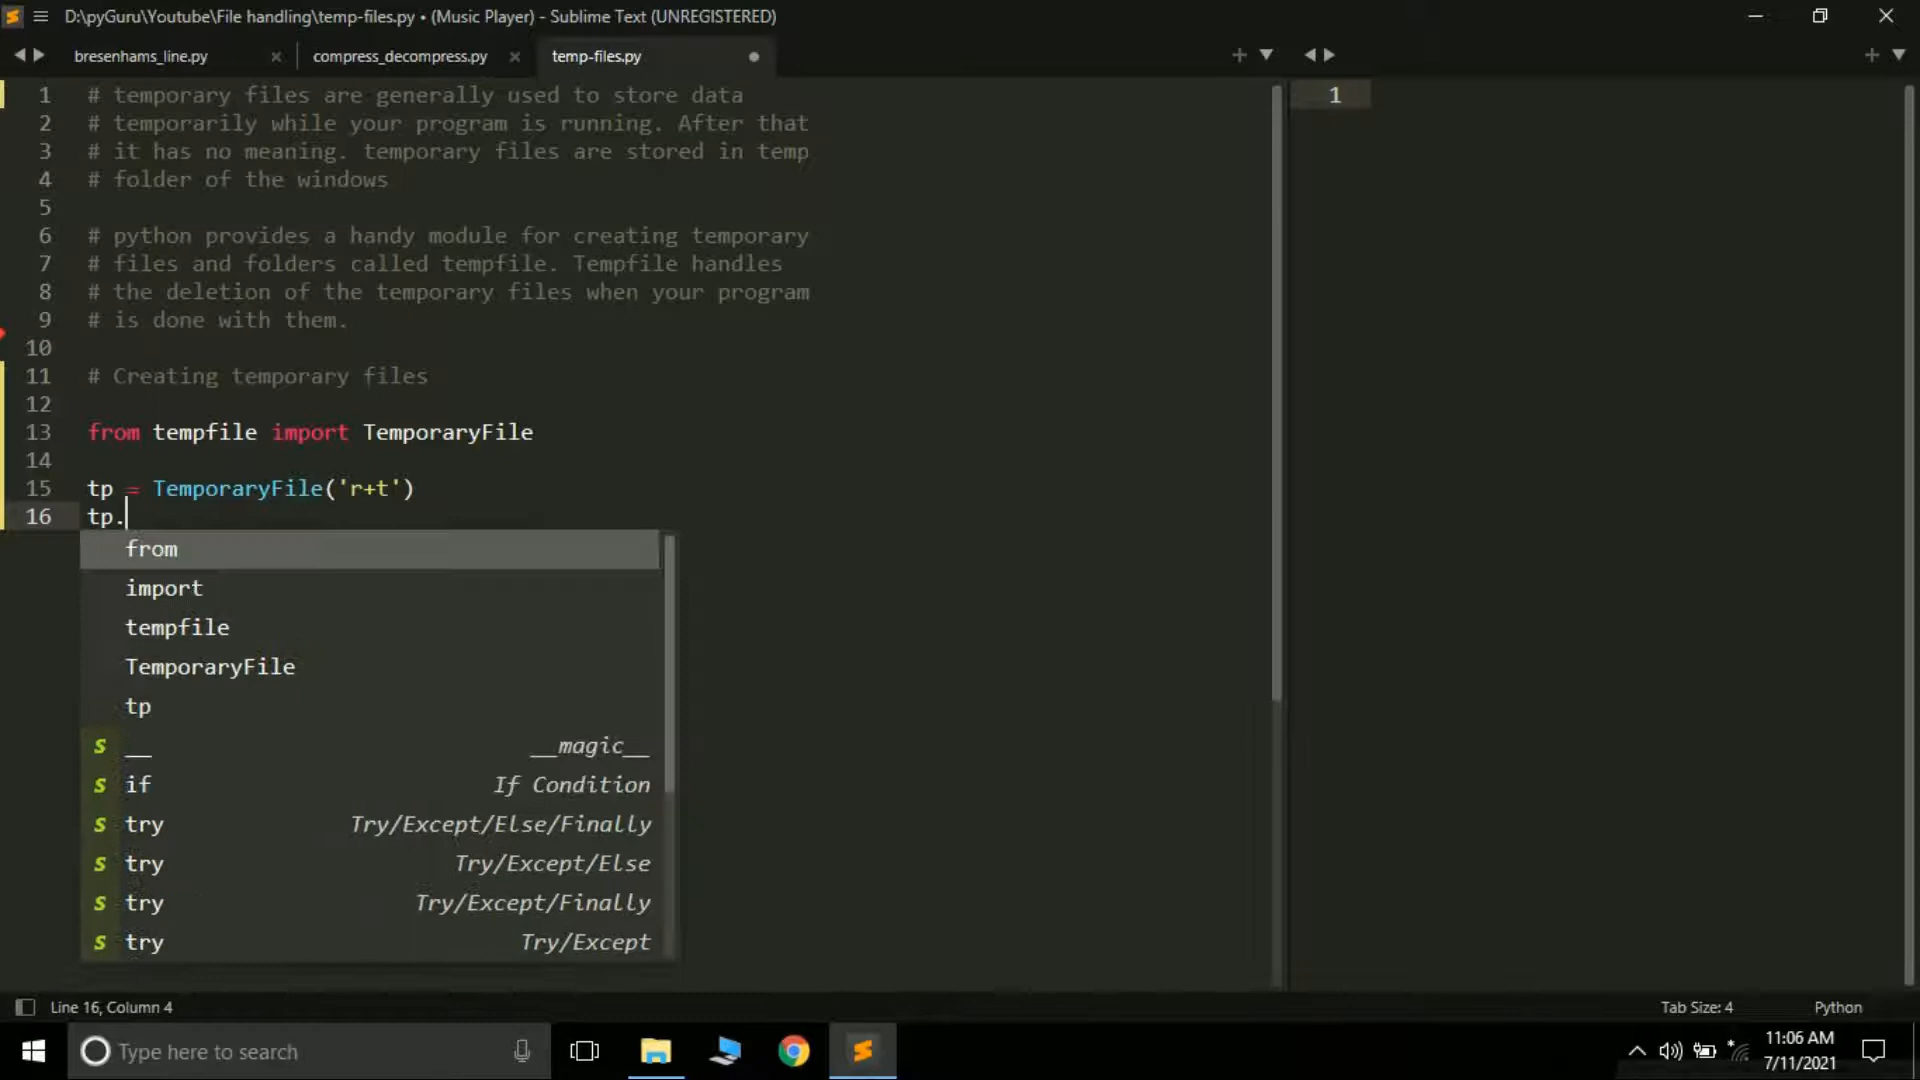 D:\pyGuru\Youtube\File handling\temp-files.py • (Music Player) - Sublime Text (UNREGISTERED)
bresenhams_line.py
compress_decompress.py
temp-files.py
1 # temporary files are generally used to store data
2 # temporarily while your program is running. After that
3 # it has no meaning. temporary files are stored in temp
4 # folder of the windows
5
6 # python provides a handy module for creating temporary
7 # files and folders called tempfile. Tempfile handles
8 # the deletion of the temporary files when your program
9 # is done with them.
10
11 # Creating temporary files
12
13 from tempfile import TemporaryFile
14
15 tp = TemporaryFile('r+t')
16 tp.
1
from
import
tempfile
TemporaryFile
tp
S __ __magic__
S if If Condition
S try Try/Except/Else/Finally
S try Try/Except/Else
S try Try/Except/Finally
S try Try/Except
Line 16, Column 4
Tab Size: 4
Python
Type here to search
11:06 AM
7/11/2021